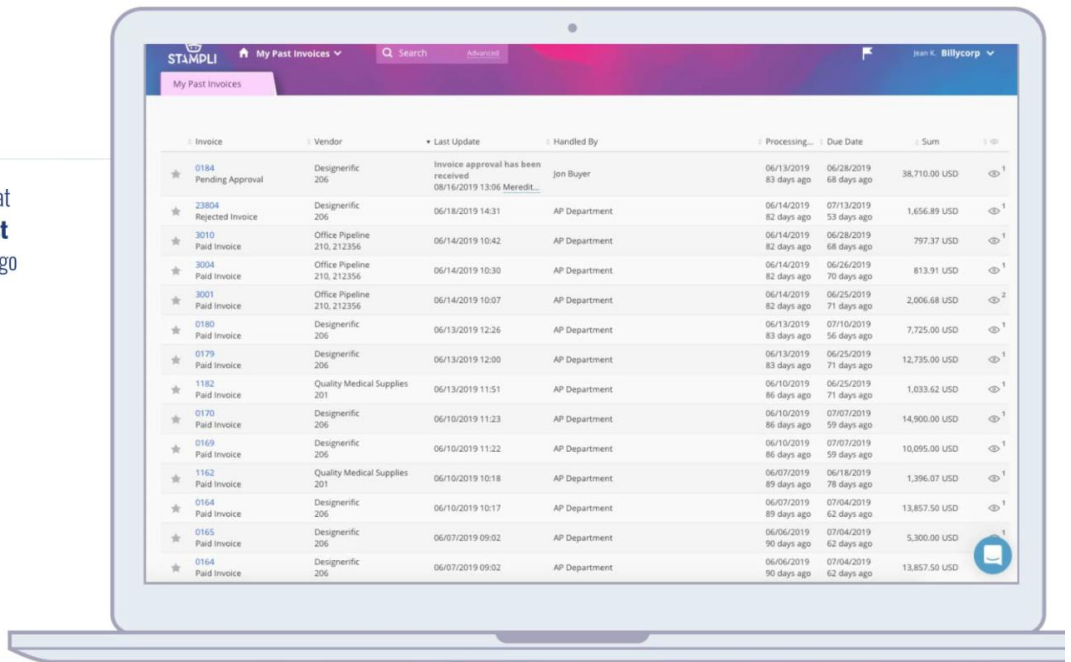 at
t
go
STAMPLI
My Past Invoices
Search
Advanced
Jean K. Billycorp
My Past Invoices
Invoice Vendor Last Update Handled By Processing... Due Date Sum
Invoice approval has been
0184 Designerific received Jon Buyer 06/13/2019 06/28/2019 38,710.00 USD 1
Pending Approval 206 08/16/2019 13:06 Meredit... 83 days ago 68 days ago
23804 Designerific 06/18/2019 14:31 AP Department 06/14/2019 07/13/2019 1,656.89 USD 1
Rejected Invoice 206 82 days ago 53 days ago
3010 Office Pipeline 06/14/2019 10:42 AP Department 06/14/2019 06/28/2019 797.37 USD 1
Paid Invoice 210, 212356 82 days ago 68 days ago
3004 Office Pipeline 06/14/2019 10:30 AP Department 06/14/2019 06/26/2019 813.91 USD 1
Paid Invoice 210, 212356 82 days ago 70 days ago
3001 Office Pipeline 06/14/2019 10:07 AP Department 06/14/2019 06/25/2019 2,006.68 USD 2
Paid Invoice 210, 212356 82 days ago 71 days ago
0180 Designerific 06/13/2019 12:26 AP Department 06/13/2019 07/10/2019 7,725.00 USD 1
Paid Invoice 206 83 days ago 56 days ago
0179 Designerific 06/13/2019 12:00 AP Department 06/13/2019 06/25/2019 12,735.00 USD 1
Paid Invoice 206 83 days ago 71 days ago
1182 Quality Medical Supplies 06/13/2019 11:51 AP Department 06/10/2019 06/25/2019 1,033.62 USD 1
Paid Invoice 201 86 days ago 71 days ago
0170 Designerific 06/10/2019 11:23 AP Department 06/10/2019 07/07/2019 14,900.00 USD 1
Paid Invoice 206 86 days ago 59 days ago
0169 Designerific 06/10/2019 11:22 AP Department 06/10/2019 07/07/2019 10,095.00 USD 1
Paid Invoice 206 86 days ago 59 days ago
1162 Quality Medical Supplies 06/10/2019 10:18 AP Department 06/07/2019 06/18/2019 1,396.07 USD 1
Paid Invoice 201 89 days ago 78 days ago
0164 Designerific 06/10/2019 10:17 AP Department 06/07/2019 07/04/2019 13,857.50 USD 1
Paid Invoice 206 89 days ago 62 days ago
0165 Designerific 06/07/2019 09:02 AP Department 06/06/2019 07/04/2019 5,300.00 USD 1
Paid Invoice 206 90 days ago 62 days ago
0164 Designerific 06/07/2019 09:02 AP Department 06/06/2019 07/04/2019 13,857.50 USD
Paid Invoice 206 90 days ago 62 days ago